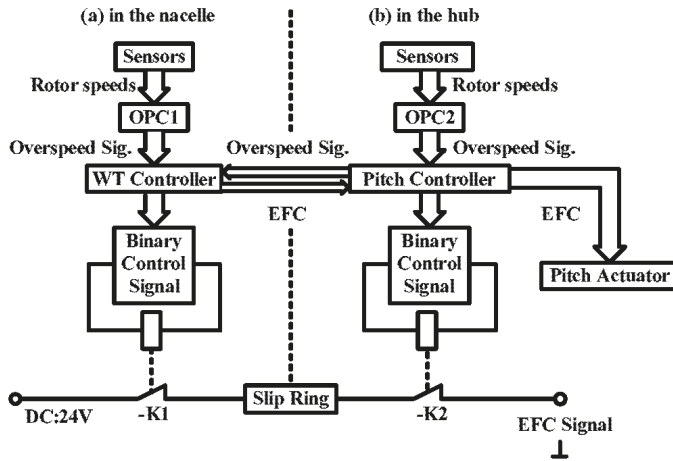 (a) in the nacelle
(b) in the hub
Sensors
Sensors
Rotor speeds
Rotor speeds
OPC1
OPC2
Overspeed Sig.
Overspeed Sig.
Overspeed Sig.
WT Controller
Pitch Controller
EFC
EFC
Binary
Control
Signal
Binary
Control
Signal
Pitch Actuator
Slip Ring
DC:24V
-K1
-K2
EFC Signal